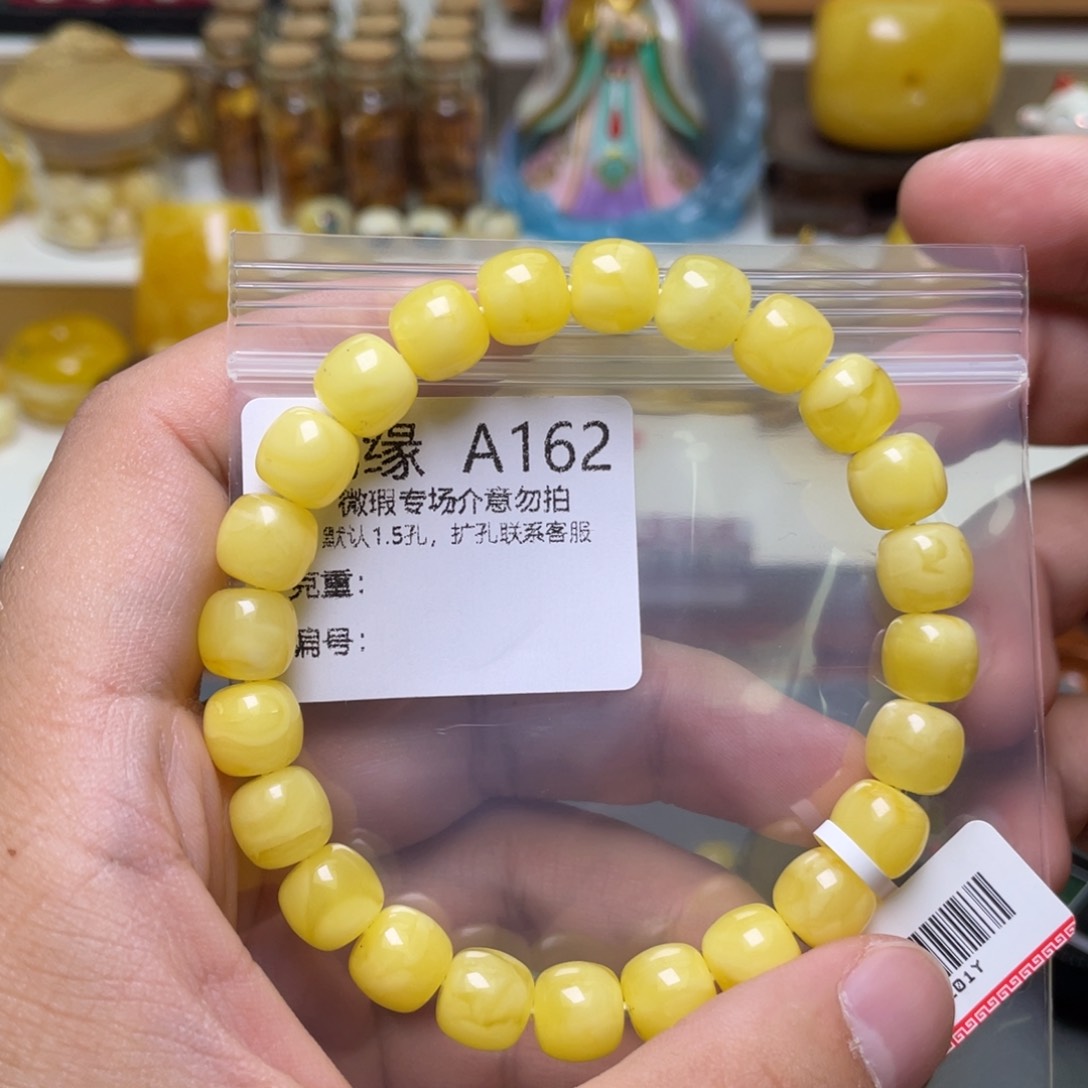 缘 A162
微瑕专场介意勿拍
默认1.5孔，扩孔联系客服
克重：
编号：
01Y